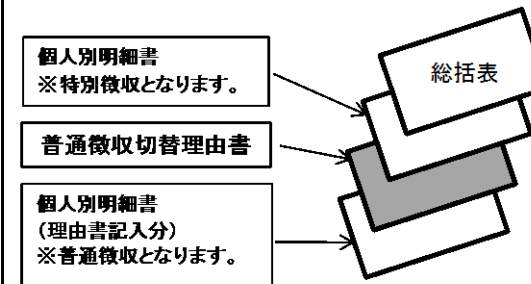 個人別明細書
※特別徴収となります。
総括表
普通徴収切替理由書
個人別明細書
(理由書記入分)
※普通徴収となります。